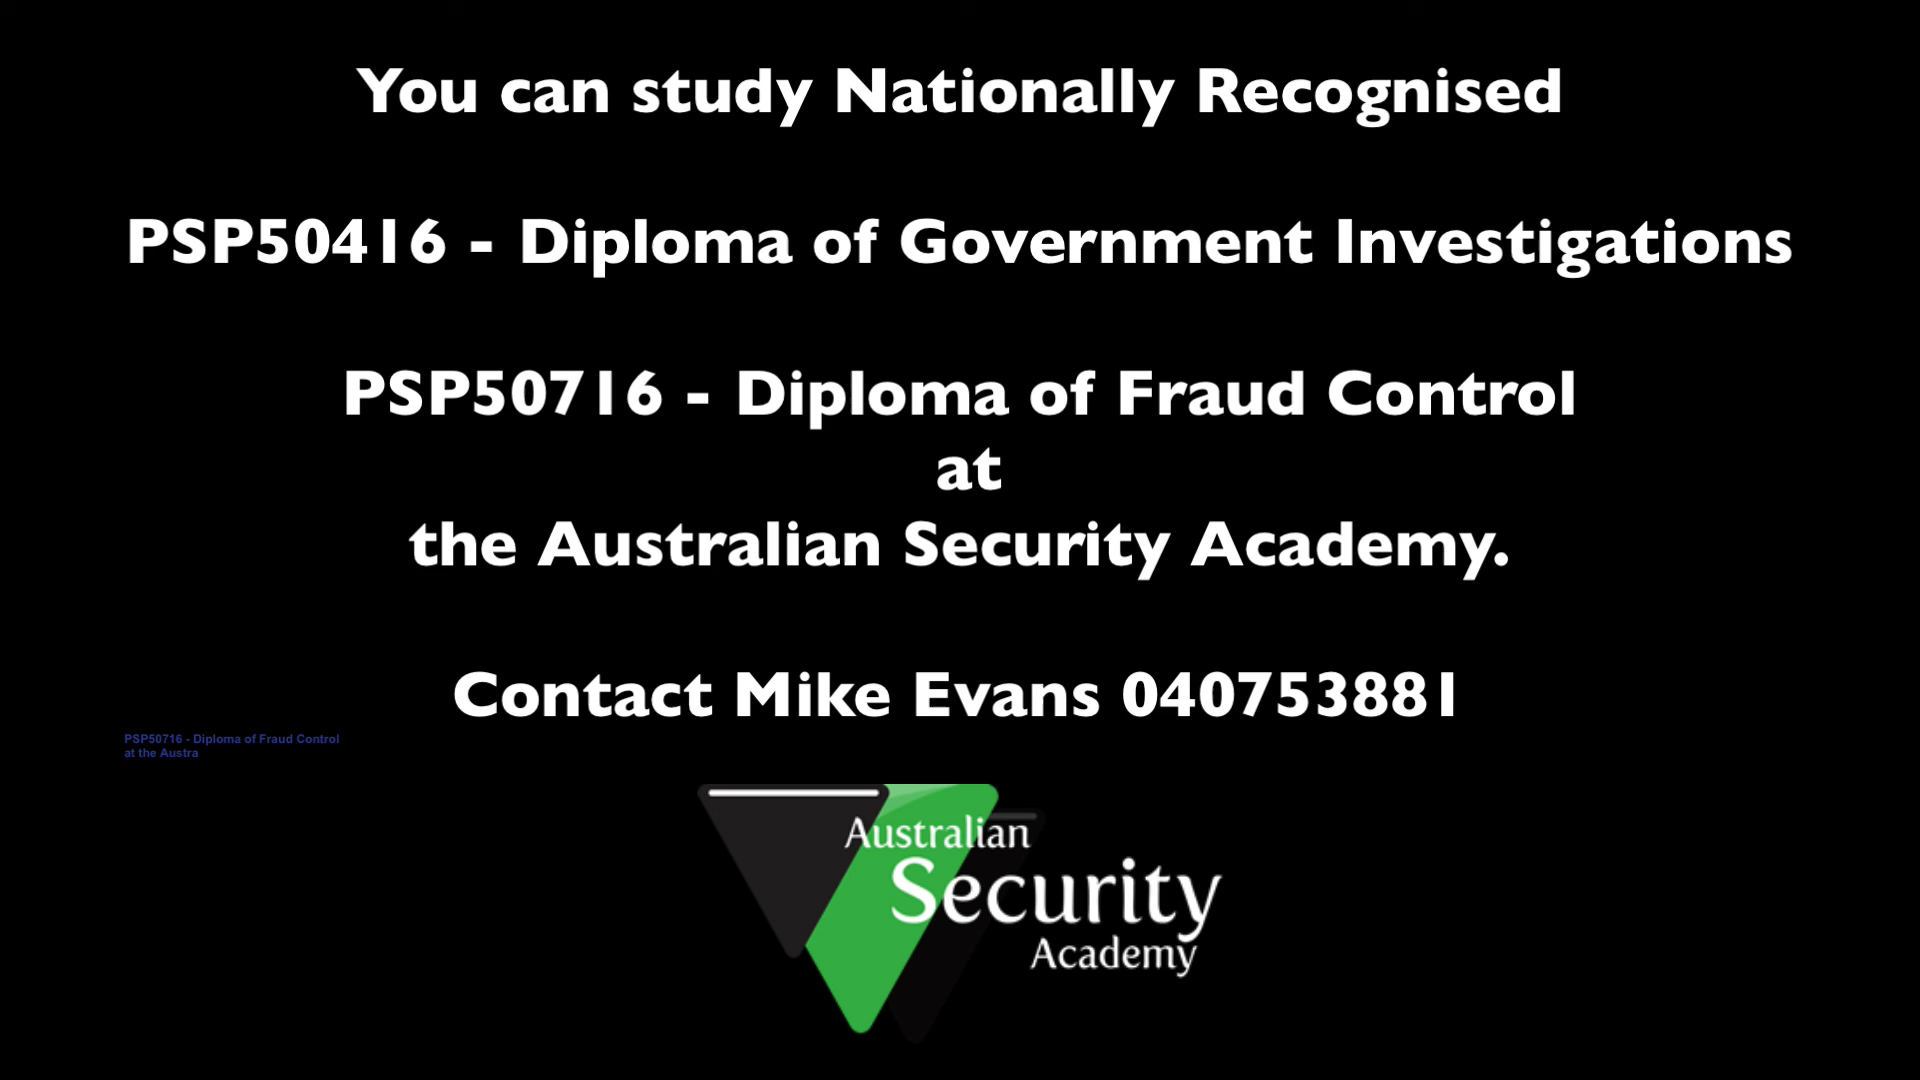 You can study Nationally Recognised
PSP50416 - Diploma of Government Investigations
PSP50716 - Diploma of Fraud Control
at
the Australian Security Academy.
Contact Mike Evans 040753881
PSP50716 - Diploma of Fraud Control
at the Austra
Australian
Security
Academy